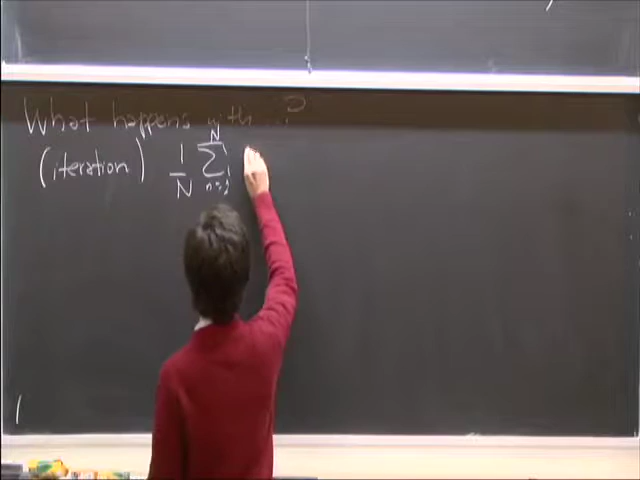 What happens with ..?
(iteration) 1/N N Σ n=1